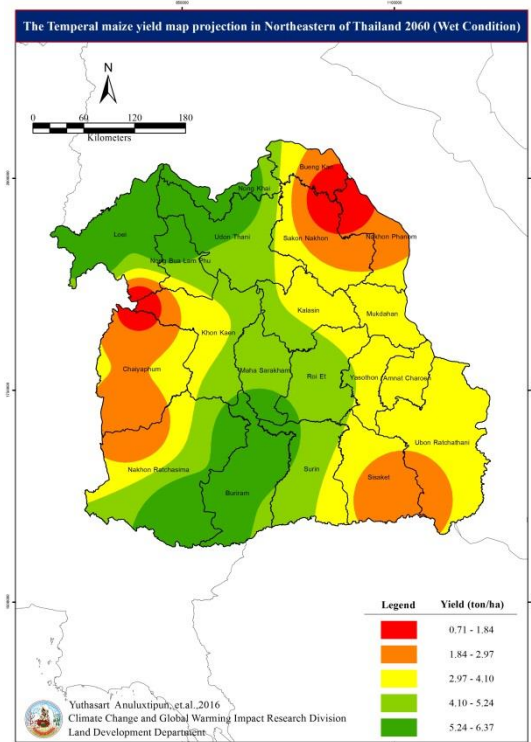 The Temperal maize yield map projection in Northeastern of Thailand 2060 (Wet Condition)
N
0 60 120 180
Kilometers
Bueng Kan
Nong Khai
Loei
Udon Thani
Sakon Nakhon
Nakhon Phanom
Nong Bua Lam Phu
Khon Kaen
Kalasin
Mukdahan
Chaiyaphum
Maha Sarakham
Roi Et
Yasothon
Amnat Charoen
Ubon Ratchathani
Nakhon Ratchasima
Buriram
Surin
Sisaket
Legend Yield (ton/ha)
0.71 - 1.84
1.84 - 2.97
2.97 - 4.10
4.10 - 5.24
5.24 - 6.37
Yuthasart Anuluxtipun, et.al.,2016
Climate Change and Global Warming Impact Research Division
Land Development Department